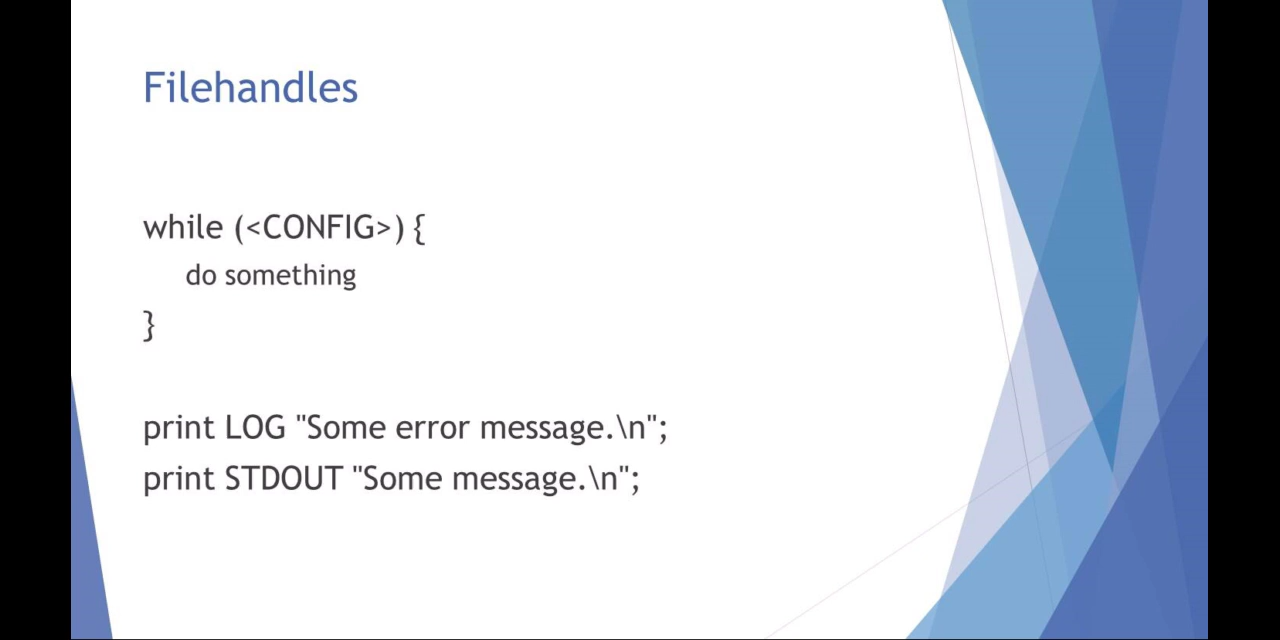 Filehandles
while (<CONFIG>) {
do something
}
print LOG "Some error message.\n";
print STDOUT "Some message.\n";